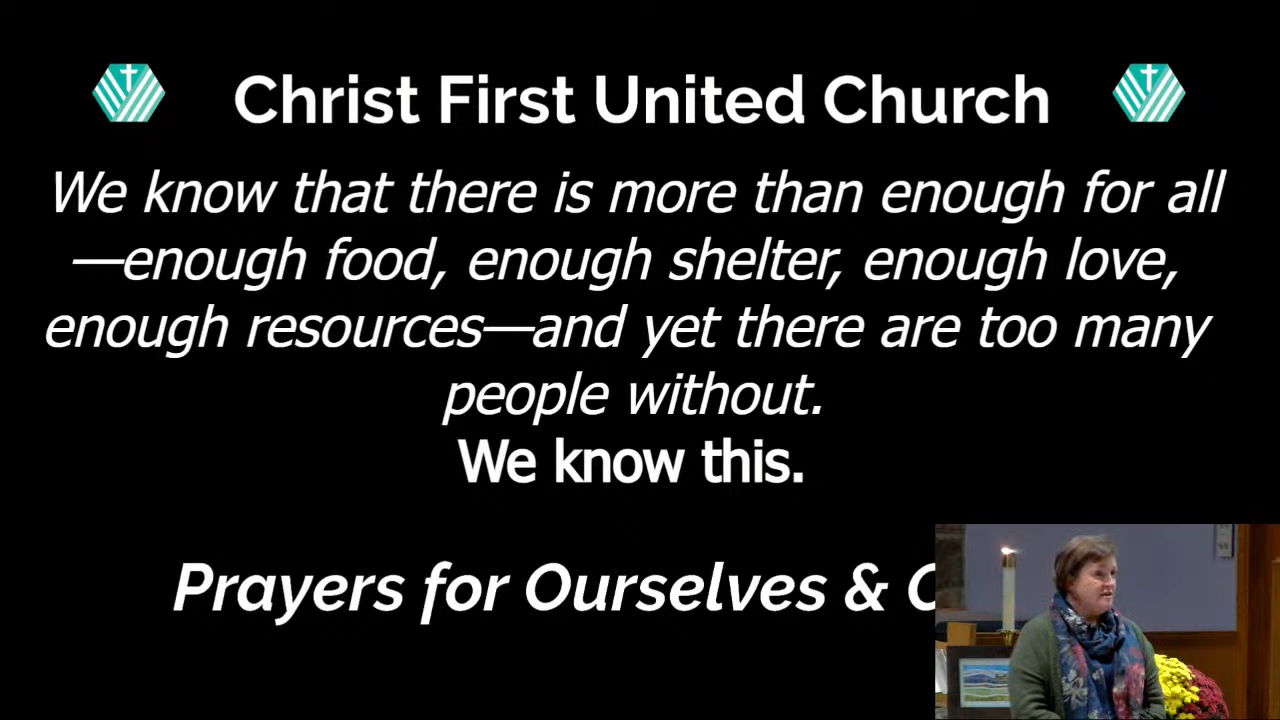 Christ First United Church
We know that there is more than enough for all
—enough food, enough shelter, enough love,
enough resources—and yet there are too many
people without.
We know this.
Prayers for Ourselves &